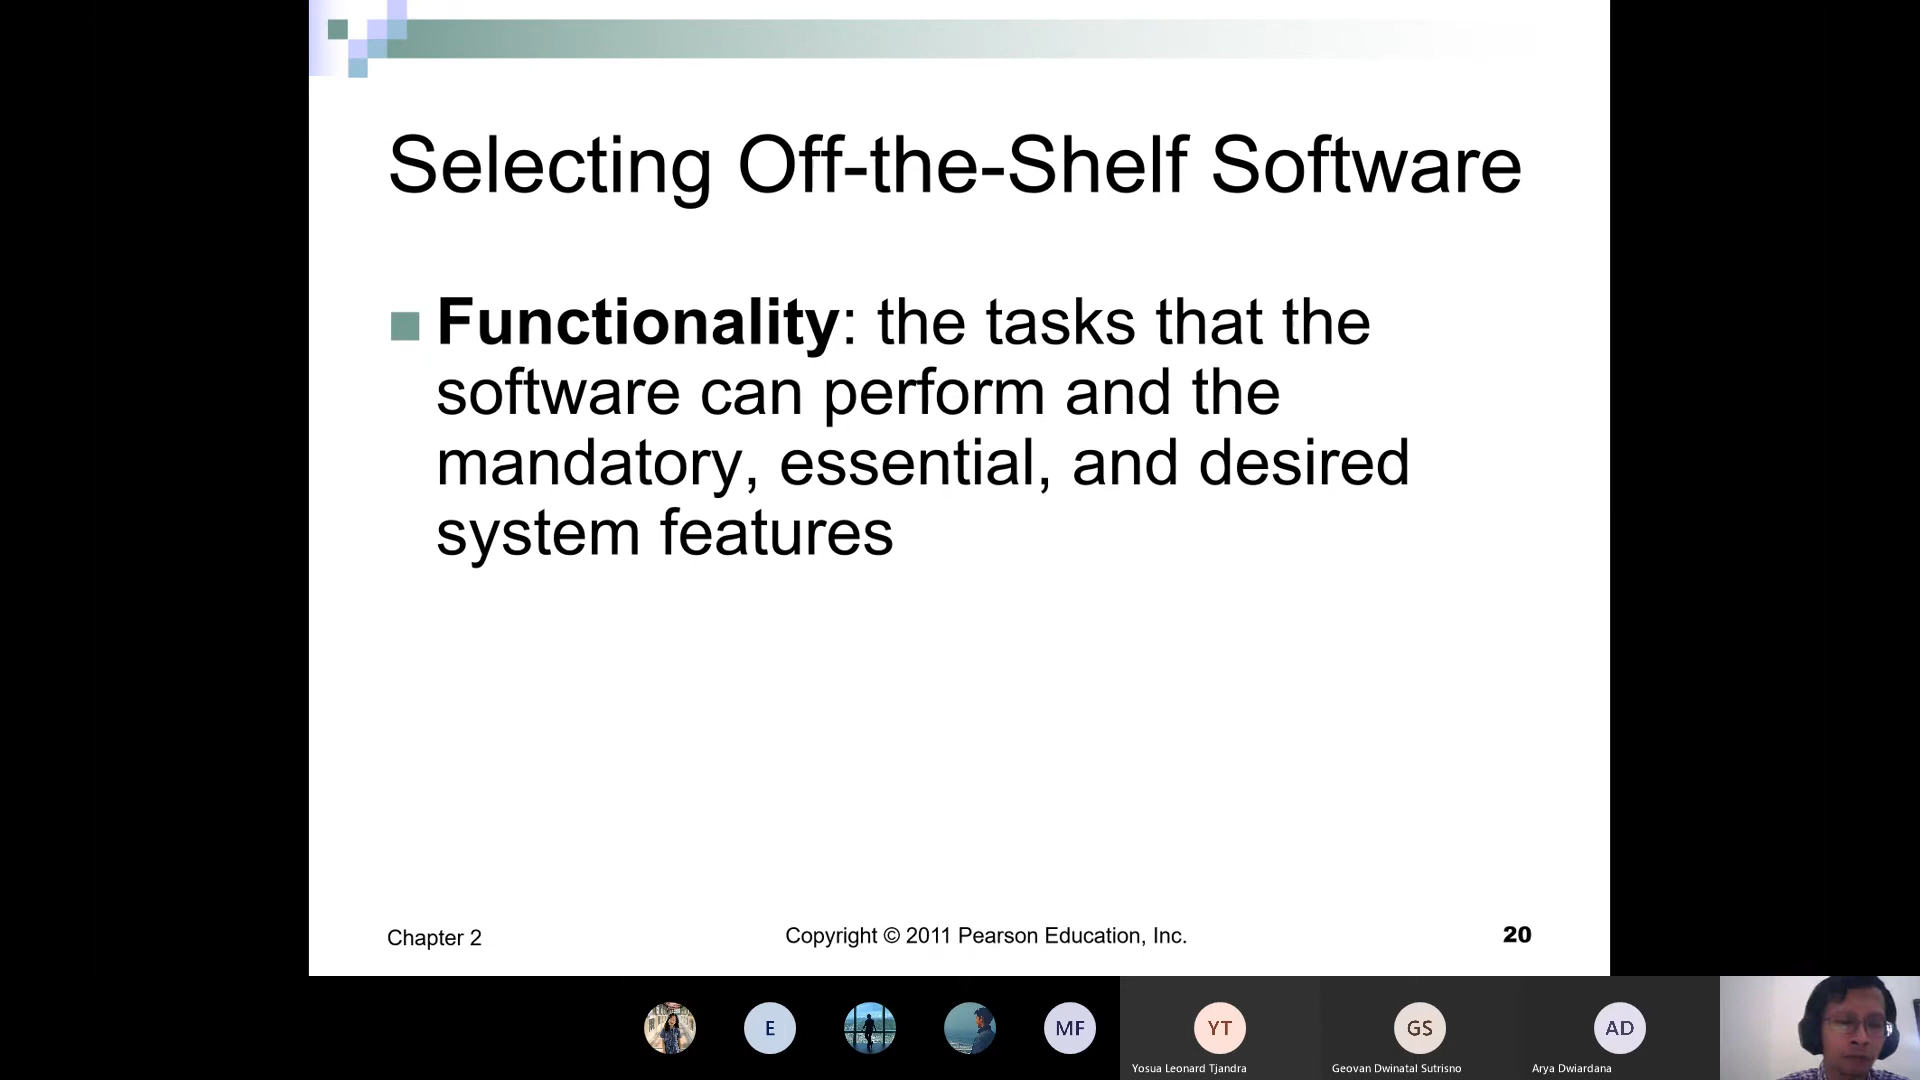 Selecting Off-the-Shelf Software
Functionality: the tasks that the
software can perform and the
mandatory, essential, and desired
system features
Chapter 2
Copyright © 2011 Pearson Education, Inc.
20
E
MF
YT
GS
AD
Yosua Leonard Tjandra
Geovan Dwinatal Sutrisno
Arya Dwiardana